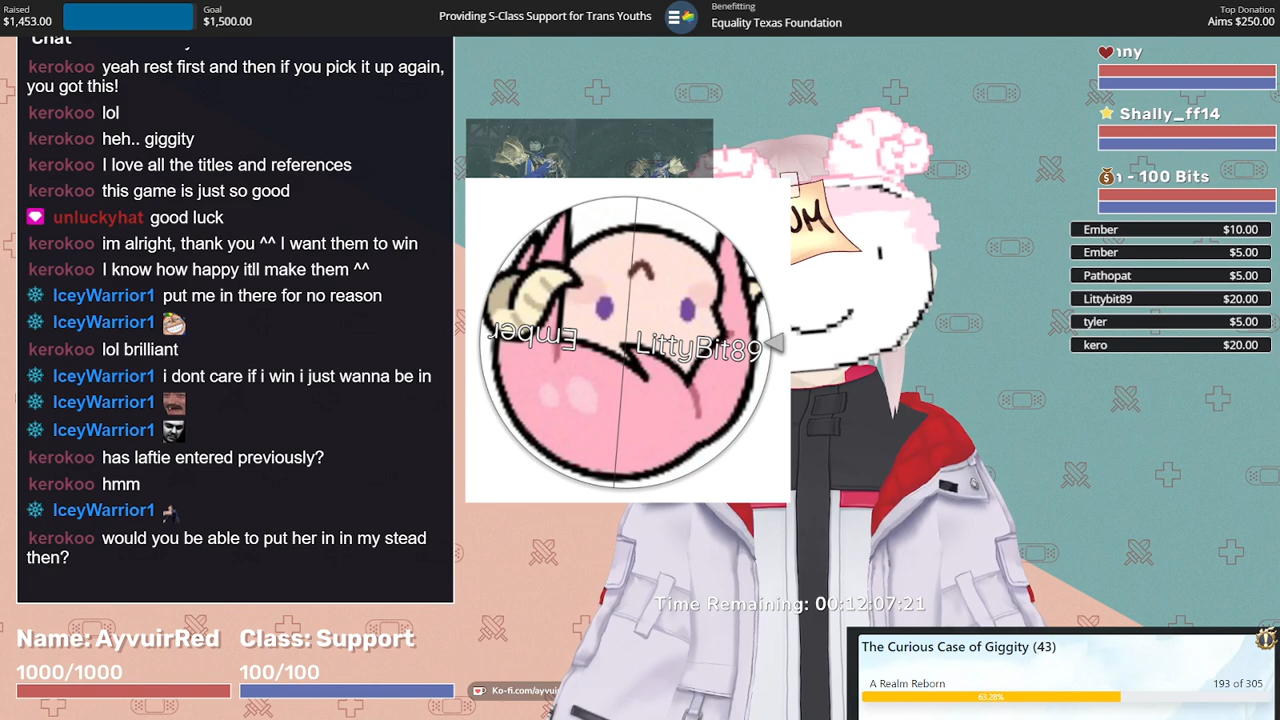 Raised
$1,453.00
Goal
$1,500.00
Providing S-Class Support for Trans Youths
Benefitting
Equality Texas Foundation
Top Donation
Aims $250.00
Chat
kerokoo yeah rest first and then if you pick it up again,
you got this!
kerokoo lol
kerokoo heh.. giggity
kerokoo I love all the titles and references
kerokoo this game is just so good
unluckyhat good luck
kerokoo im alright, thank you ^^ I want them to win
kerokoo I know how happy itll make them ^^
IceyWarrior1 put me in there for no reason
IceyWarrior1
kerokoo lol brilliant
IceyWarrior1 i dont care if i win i just wanna be in
IceyWarrior1
IceyWarrior1
kerokoo has laftie entered previously?
kerokoo hmm
IceyWarrior1
kerokoo would you be able to put her in in my stead
then?
Ember
LittyBit89
UM
nny
Shally_ff14
- 100 Bits
Ember $10.00
Ember $5.00
Pathopat $5.00
Littybit89 $20.00
tyler $5.00
kero $20.00
Time Remaining: 00:12:07:21
Name: AyvuirRed
Class: Support
1000/1000
100/100
Ko-fi.com/ayvuir
The Curious Case of Giggity (43)
A Realm Reborn 193 of 305
63.28%